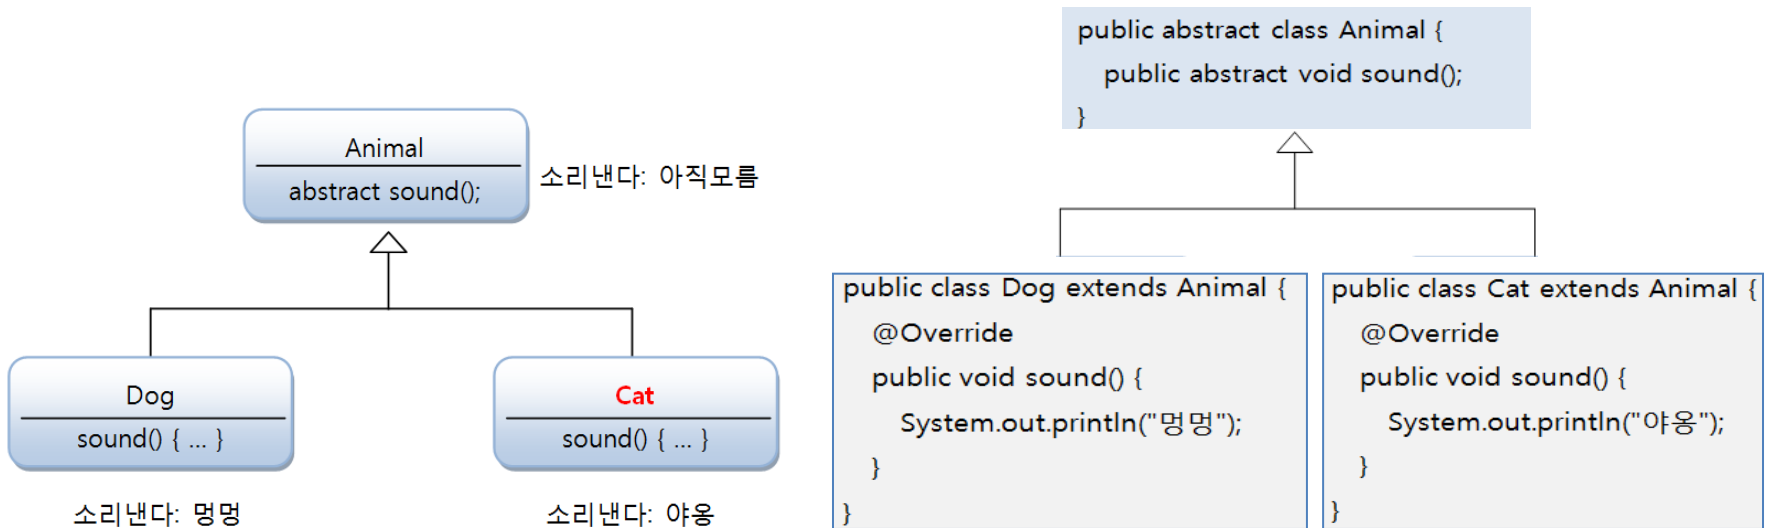 Animal
abstract sound();
소리낸다: 아직모름
Dog
sound() { ... }
소리낸다: 멍멍
Cat
sound() { ... }
소리낸다: 야옹
public abstract class Animal {
public abstract void sound();
}
public class Dog extends Animal {
@Override
public void sound() {
System.out.println("멍멍");
}
}
public class Cat extends Animal {
@Override
public void sound() {
System.out.println("야옹");
}
}